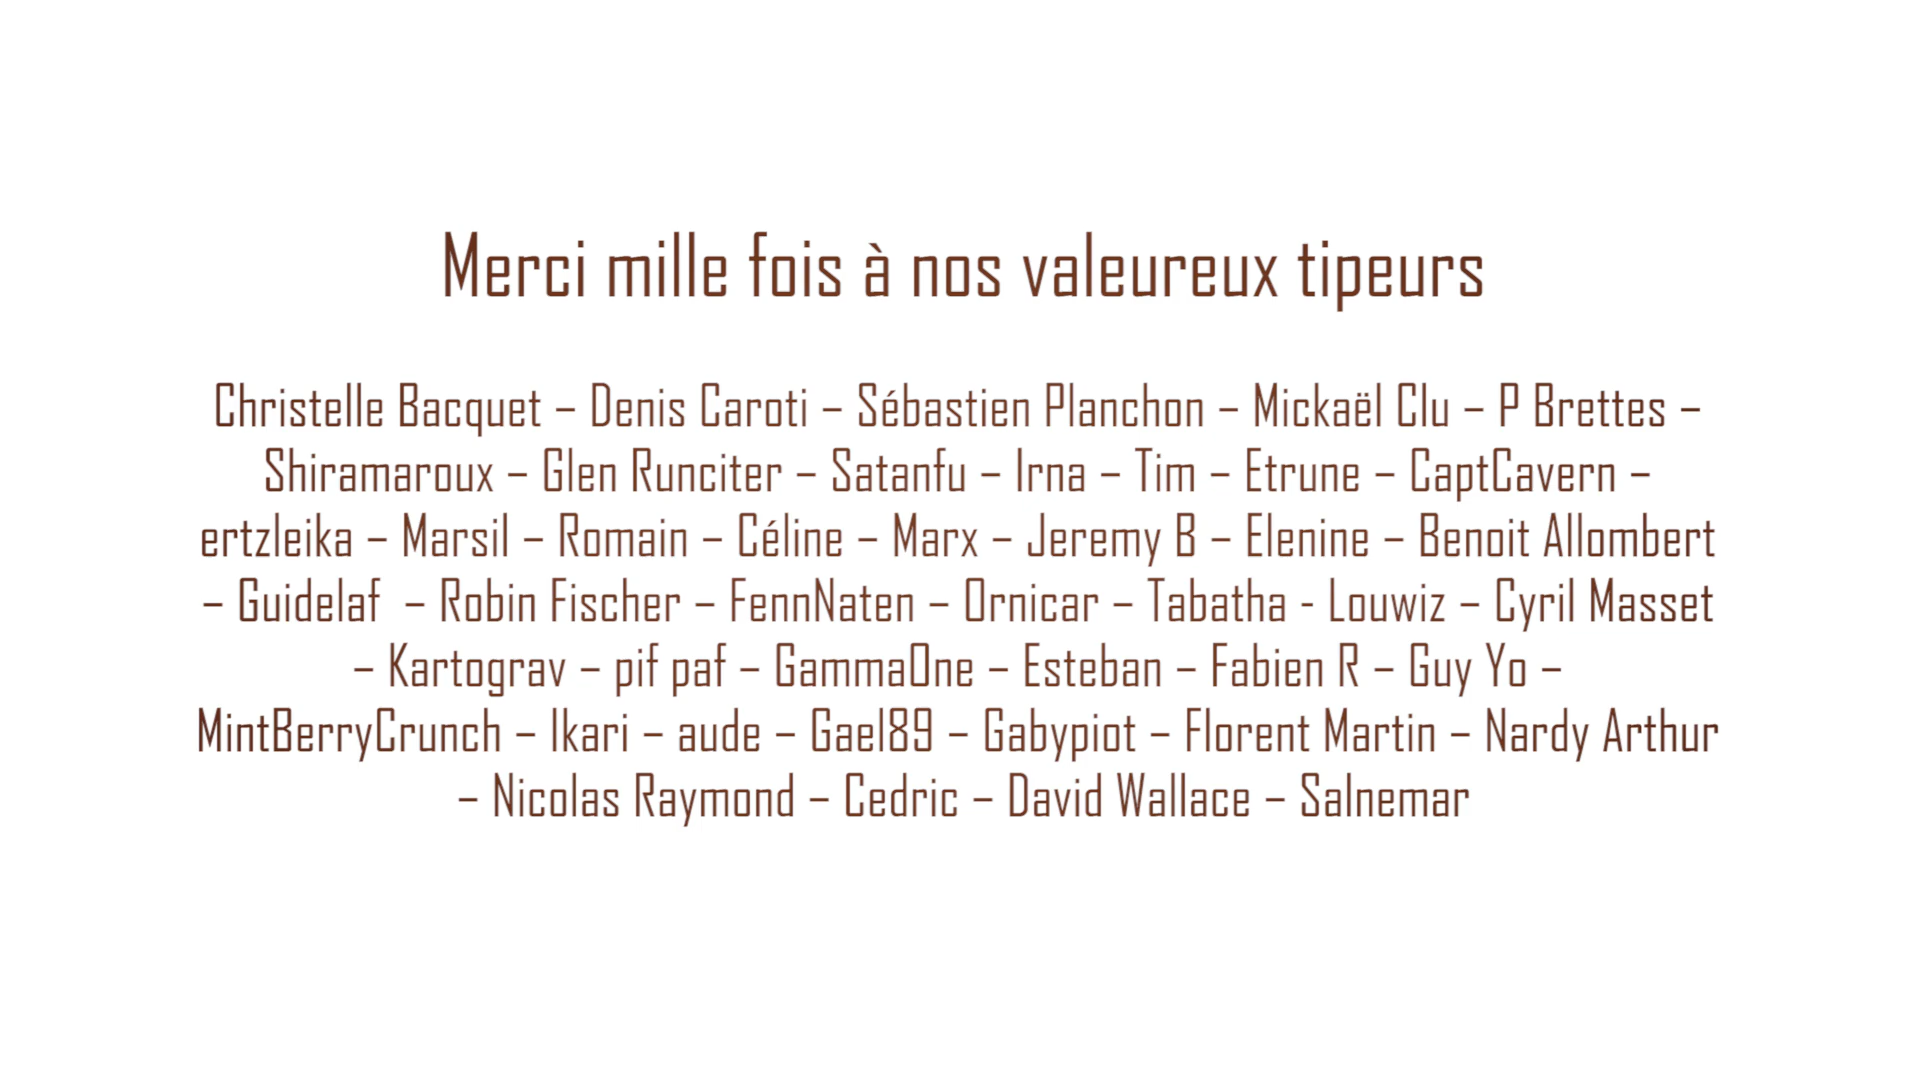 Merci mille fois à nos valeureux tipeurs
Christelle Bacquet – Denis Caroti – Sébastien Planchon – Mickaël Clu – P Brettes –
Shiramaroux – Glen Runciter – Satanfu – Irna – Tim – Etrune – CaptCavern –
ertzleika – Marsil – Romain – Céline – Marx – Jeremy B – Elenine – Benoit Allombert
– Guidelaf – Robin Fischer – FennNaten – Ornicar – Tabatha - Louwiz – Cyril Masset
– Kartograv – pif paf – GammaOne – Esteban – Fabien R – Guy Yo –
MintBerryCrunch – Ikari – aude – Gael89 – Gabypiot – Florent Martin – Nardy Arthur
– Nicolas Raymond – Cedric – David Wallace – Salnemar